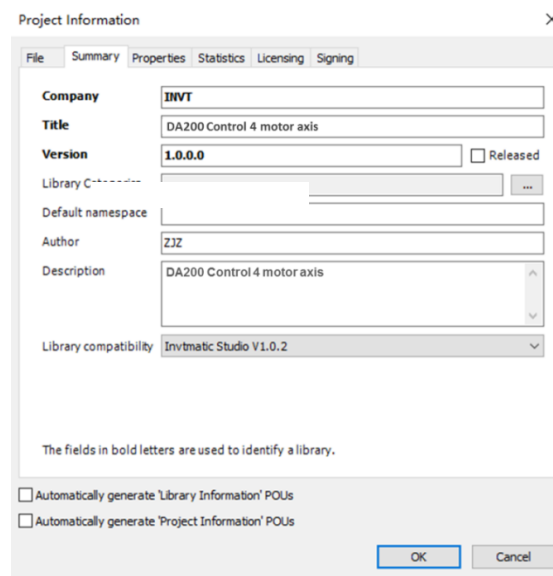 Project Information
File Summary Properties Statistics Licensing Signing
Company INVT
Title DA200 Control 4 motor axis
Version 1.0.0.0 Released
Library
...
Default namespace
Author ZJZ
Description DA200 Control 4 motor axis
Library compatibility Invtmatic Studio V1.0.2
The fields in bold letters are used to identify a library.
Automatically generate 'Library Information' POUs
Automatically generate 'Project Information' POUs
OK Cancel